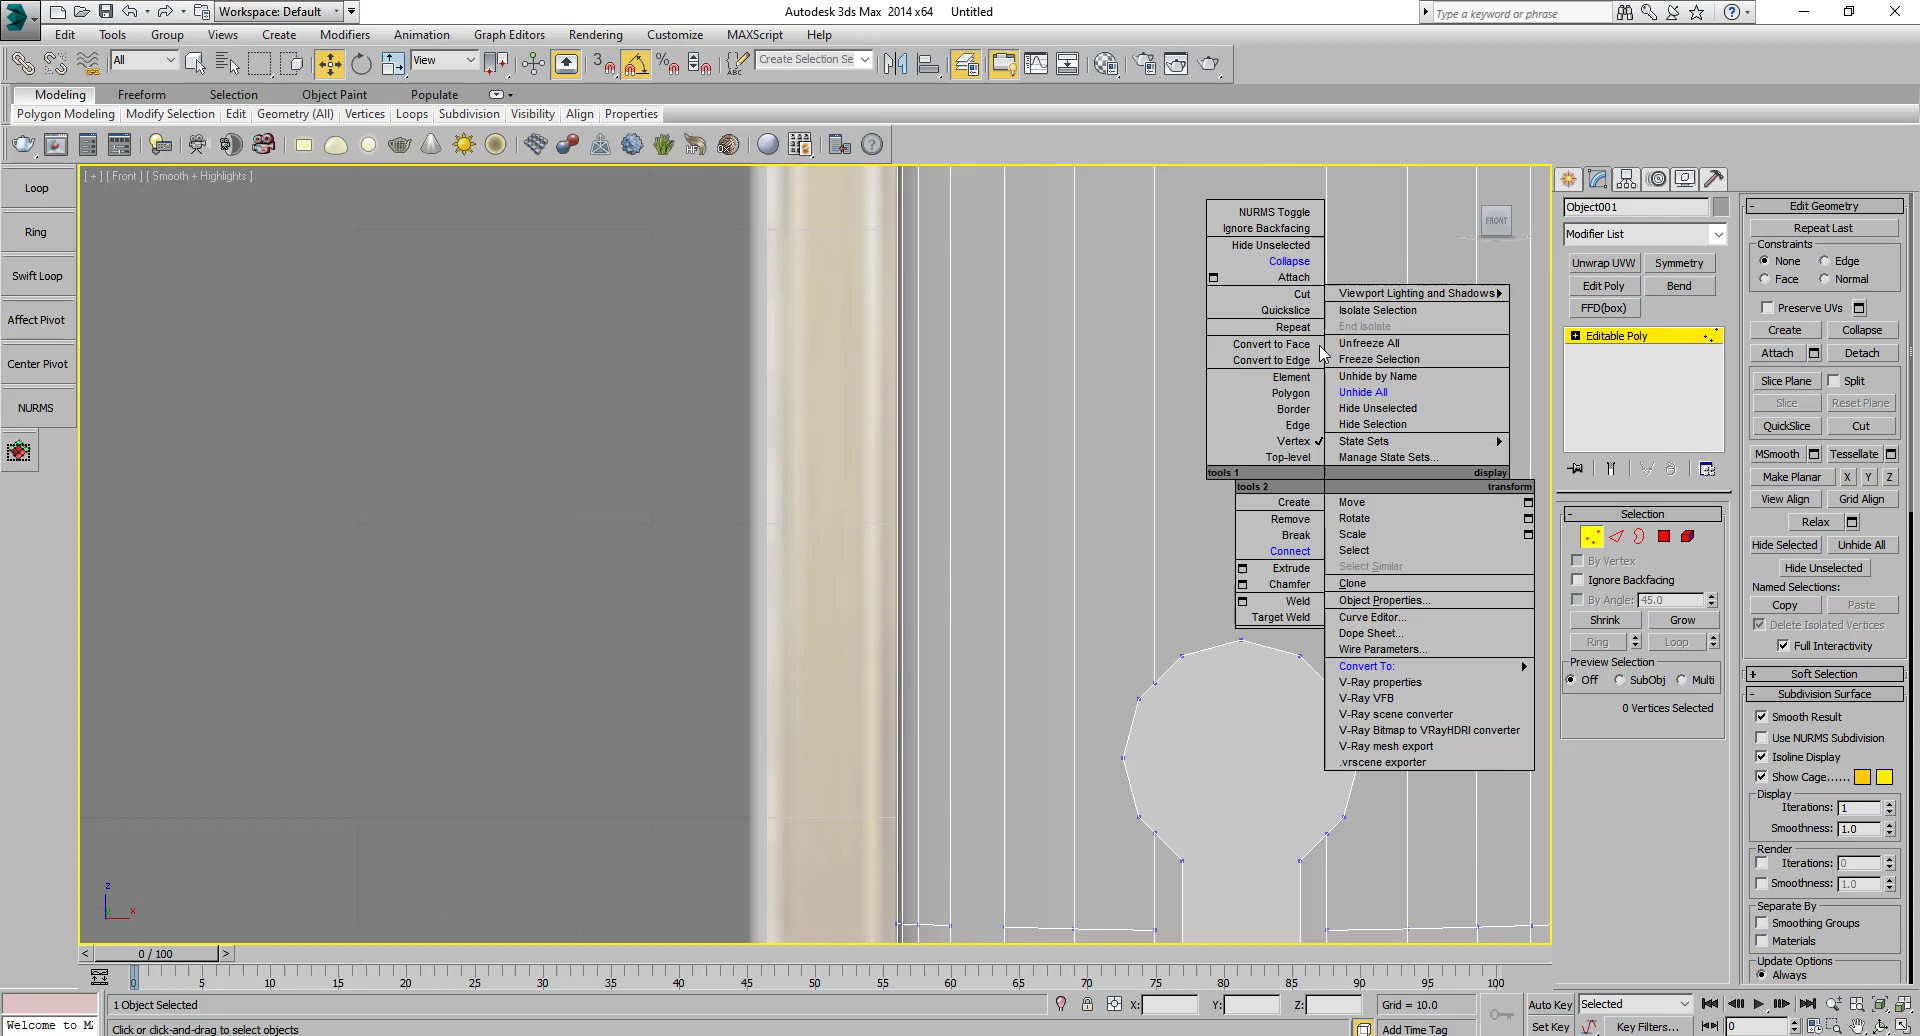 Workspace: Default
Autodesk 3ds Max 2014 x64 Untitled
Type a keyword or phrase
Edit Tools Group Views Create Modifiers Animation Graph Editors Rendering Customize MAXScript Help
All View 3 Create Selection Se
Modeling Freeform Selection Object Paint Populate
Polygon Modeling Modify Selection Edit Geometry (All) Vertices Loops Subdivision Visibility Align Properties
Loop
Ring
Swift Loop
Affect Pivot
Center Pivot
NURMS
[ + ] [ Front ] [ Smooth + Highlights ]
FRONT
NURMS Toggle
Ignore Backfacing
Hide Unselected
Collapse
Attach
Cut
Quickslice
Repeat
Convert to Face
Convert to Edge
Element
Polygon
Border
Edge
Vertex
Top-level
tools 1
Viewport Lighting and Shadows
Isolate Selection
End Isolate
Unfreeze All
Freeze Selection
Unhide by Name
Unhide All
Hide Unselected
Hide Selection
State Sets
Manage State Sets...
display
tools 2
Create
Remove
Break
Connect
Extrude
Chamfer
Weld
Target Weld
transform
Move
Rotate
Scale
Select
Select Similar
Clone
Object Properties...
Curve Editor...
Dope Sheet...
Wire Parameters...
Convert To:
V-Ray properties
V-Ray VFB
V-Ray scene converter
V-Ray Bitmap to VRayHDRI converter
V-Ray mesh export
.vrscene exporter
z
x
Object001
Modifier List
Unwrap UVW Symmetry
Edit Poly Bend
FFD(box)
Editable Poly
Selection
By Vertex
Ignore Backfacing
By Angle: 45.0
Shrink Grow
Ring Loop
Preview Selection
Off SubObj Multi
0 Vertices Selected
Edit Geometry
Repeat Last
Constraints
None Edge
Face Normal
Preserve UVs
Create Collapse
Attach Detach
Slice Plane Split
Slice Reset Plane
QuickSlice Cut
MSmooth Tessellate
Make Planar X Y Z
View Align Grid Align
Relax
Hide Selected Unhide All
Hide Unselected
Named Selections:
Copy Paste
Delete Isolated Vertices
Full Interactivity
Soft Selection
Subdivision Surface
Smooth Result
Use NURMS Subdivision
Isoline Display
Show Cage......
Display
Iterations: 1
Smoothness: 1.0
Render
Iterations: 0
Smoothness: 1.0
Separate By
Smoothing Groups
Materials
Update Options
Always
0 / 100
0 5 10 15 20 25 30 35 40 45 50 55 60 65 70 75 80 85 90 95 100
1 Object Selected X: Y: Z: Grid = 10.0 Auto Key Selected
Welcome to Click or click-and-drag to select objects Add Time Tag Set Key Key Filters... 0